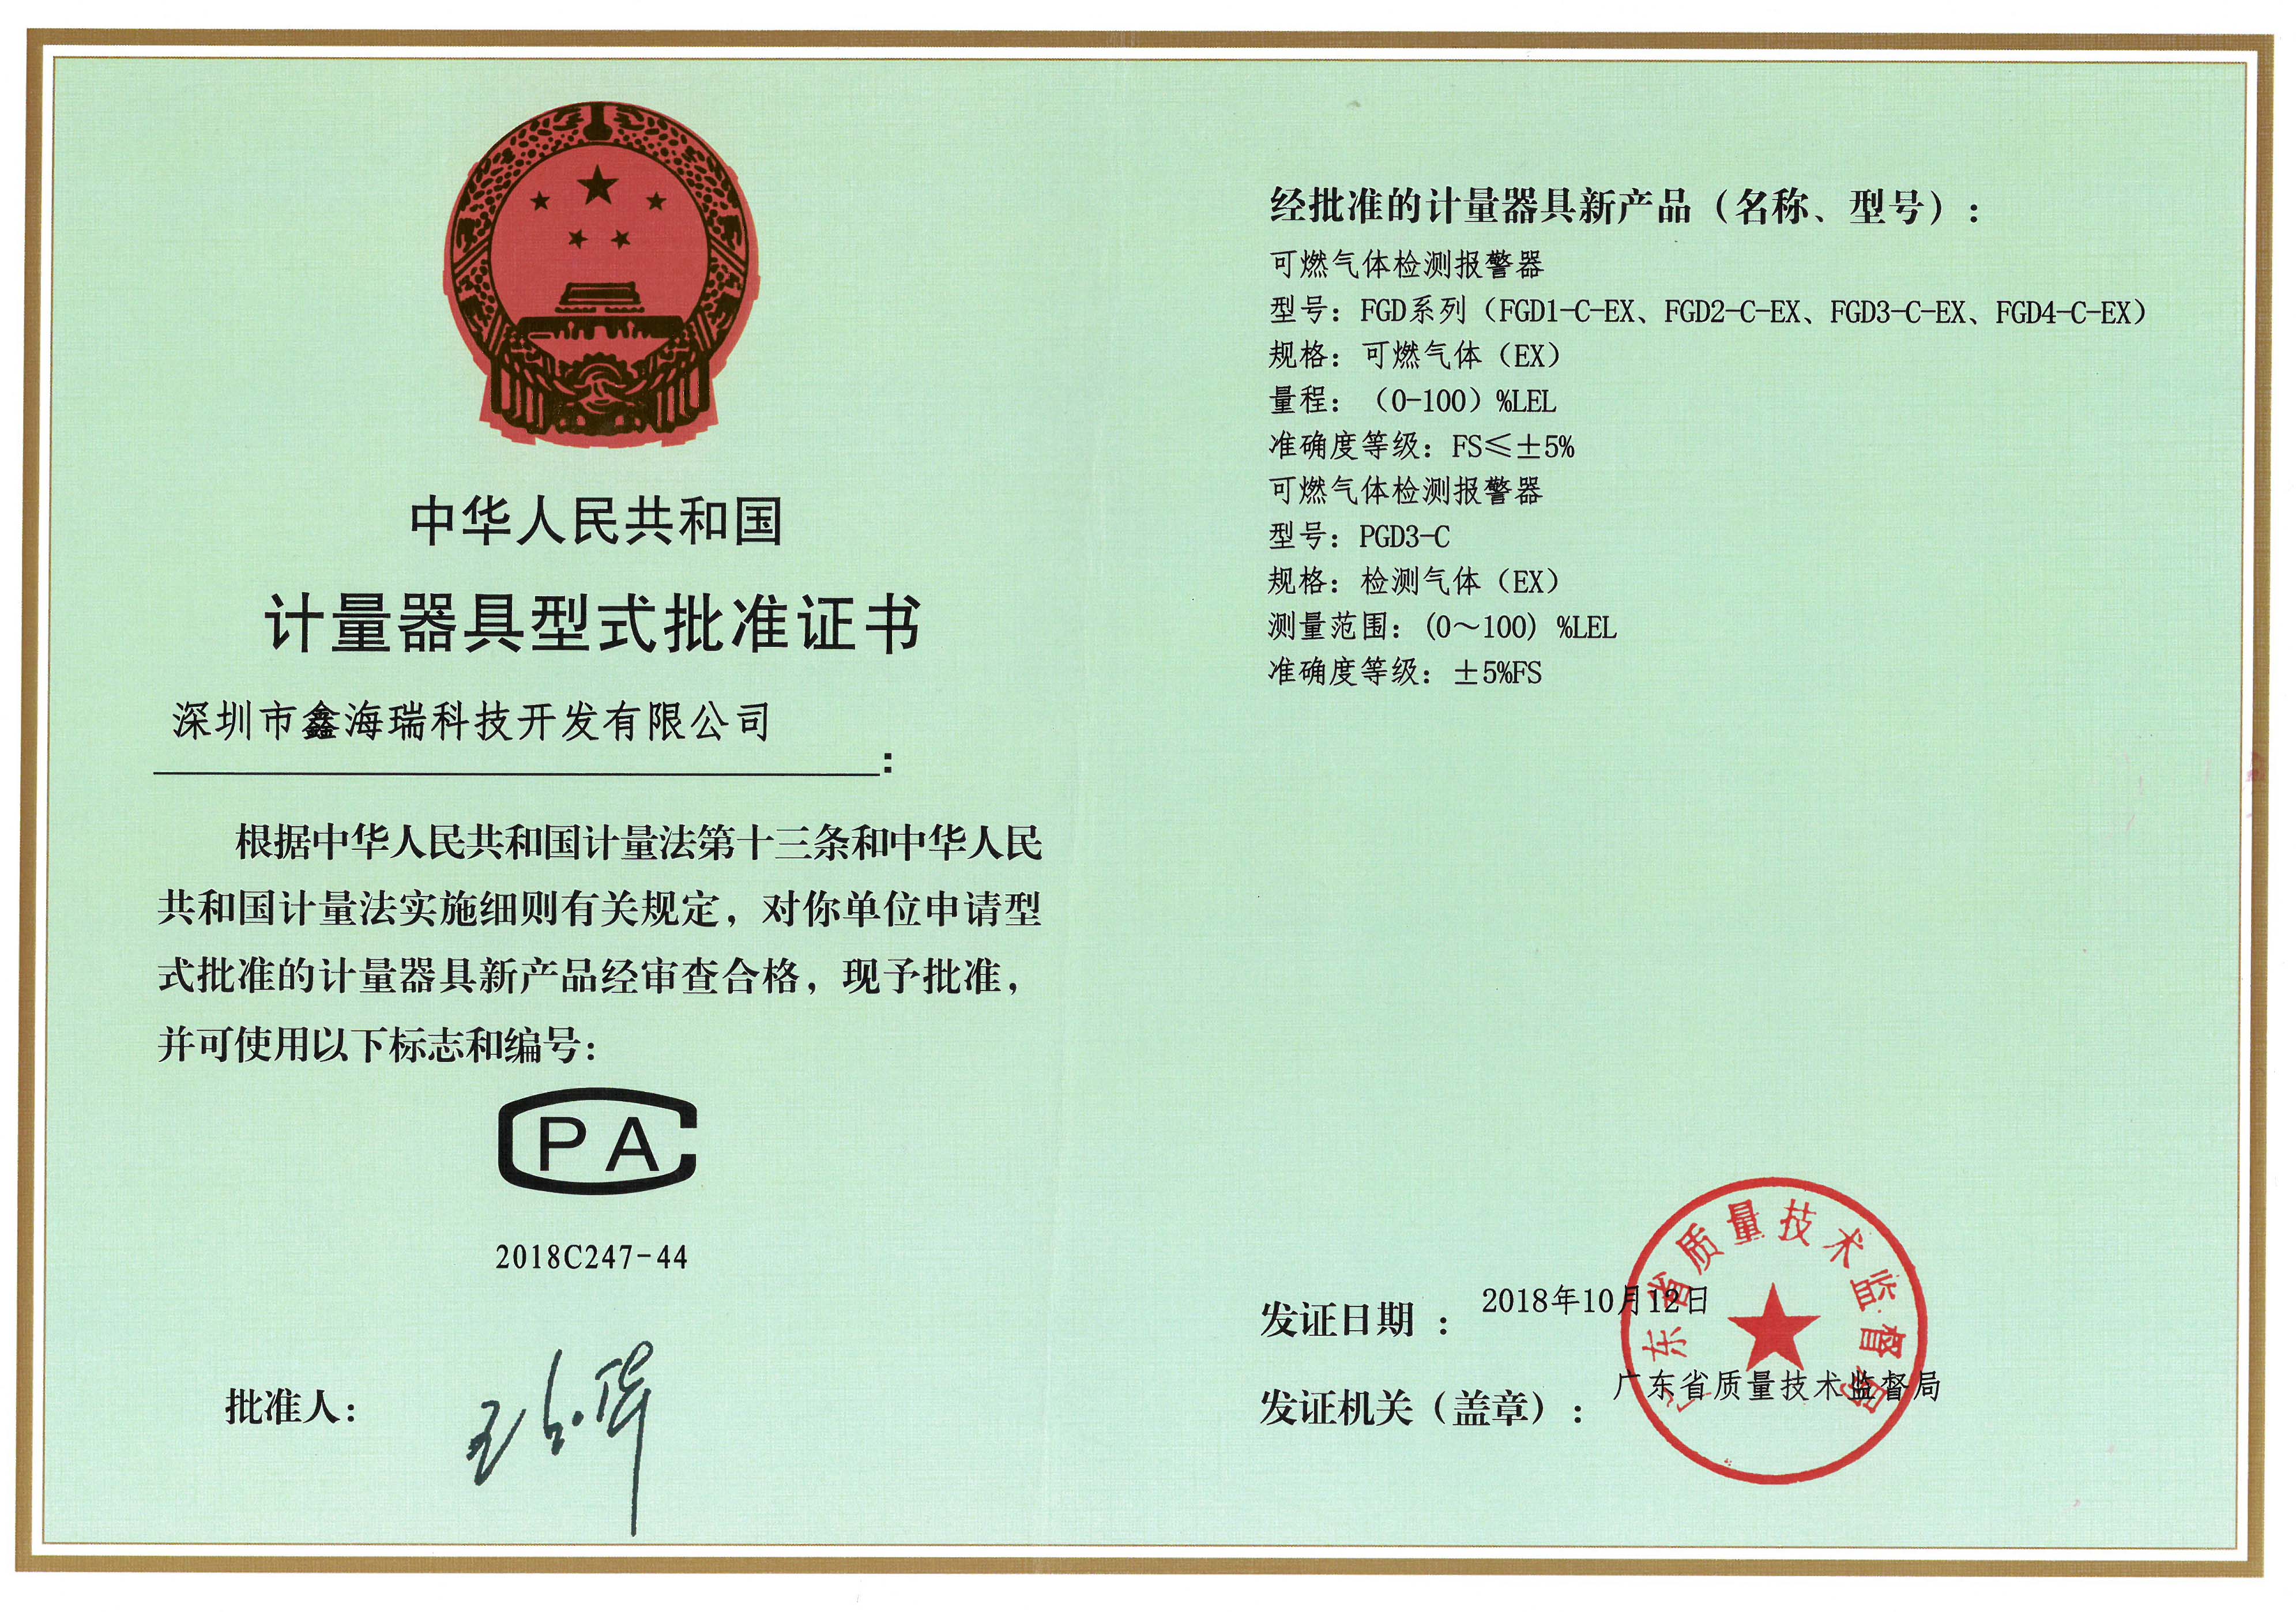 中华人民共和国
计量器具型式批准证书
深圳市鑫海瑞科技开发有限公司
：
根据中华人民共和国计量法第十三条和中华人民
共和国计量法实施细则有关规定，对你单位申请型
式批准的计量器具新产品经审查合格，现予批准，
并可使用以下标志和编号：
PAC
2018C247-44
批准人：
经批准的计量器具新产品（名称、型号）：
可燃气体检测报警器
型号：FGD系列（FGD1-C-EX、FGD2-C-EX、FGD3-C-EX、FGD4-C-EX）
规格：可燃气体（EX）
量程：（0-100）%LEL
准确度等级：FS≤±5%
可燃气体检测报警器
型号：PGD3-C
规格：检测气体（EX）
测量范围：(0～100) %LEL
准确度等级：±5%FS
发证日期：2018年10月12日
发证机关（盖章）：广东省质量技术监督局
广东省质量技术监督局